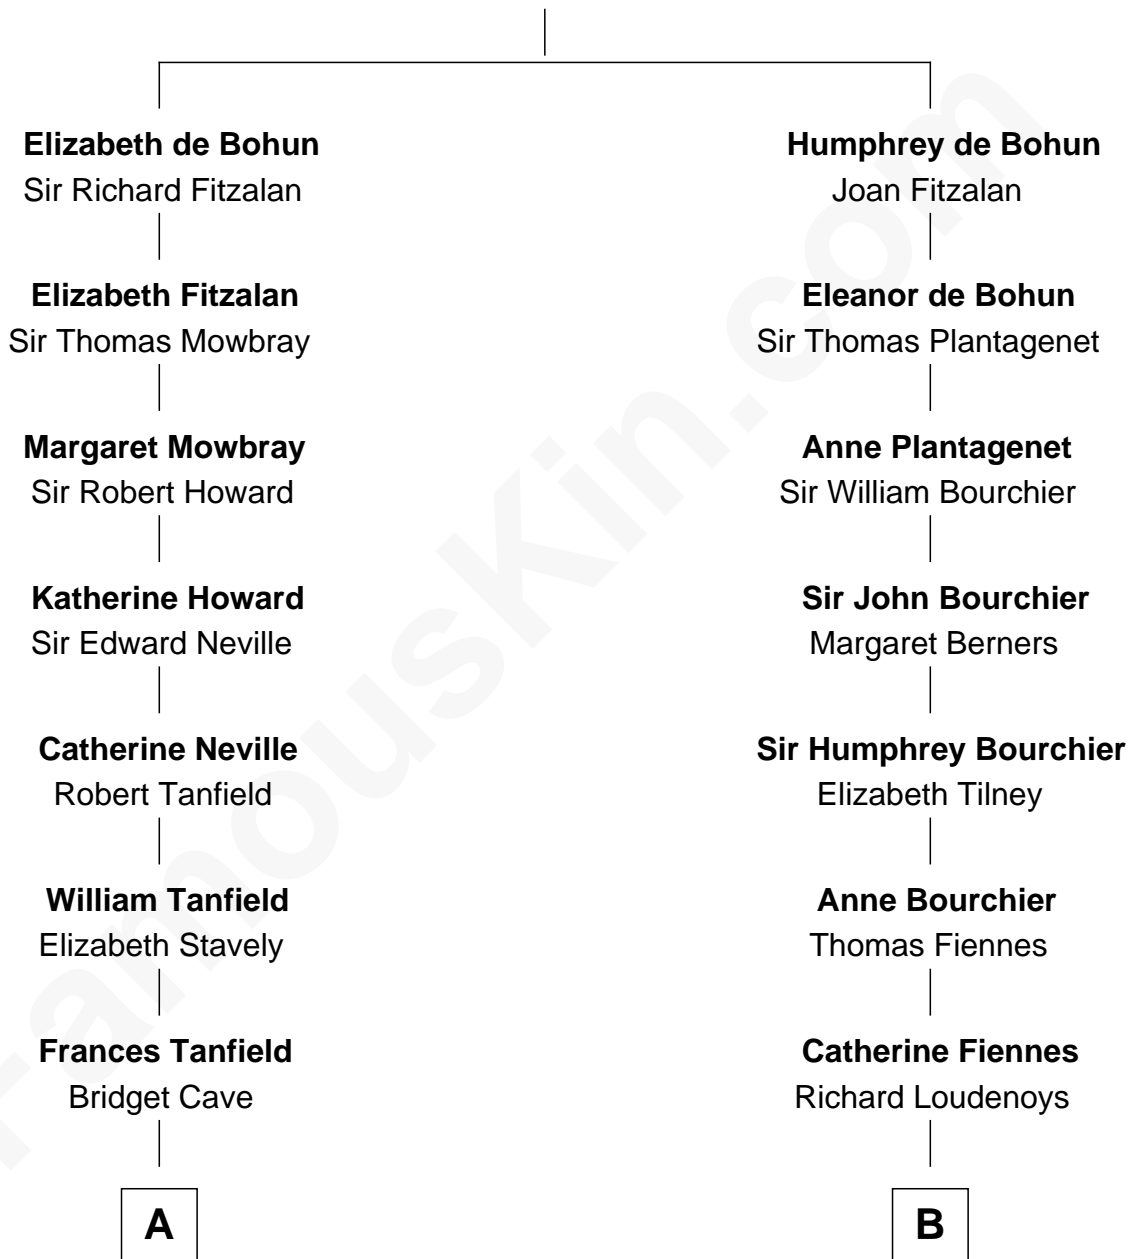 Elizabeth de Bohun
Sir Richard Fitzalan
Elizabeth Fitzalan
Sir Thomas Mowbray
Margaret Mowbray
Sir Robert Howard
Katherine Howard
Sir Edward Neville
Catherine Neville
Robert Tanfield
William Tanfield
Elizabeth Stavely
Frances Tanfield
Bridget Cave
A
Humphrey de Bohun
Joan Fitzalan
Eleanor de Bohun
Sir Thomas Plantagenet
Anne Plantagenet
Sir William Bourchier
Sir John Bourchier
Margaret Berners
Sir Humphrey Bourchier
Elizabeth Tilney
Anne Bourchier
Thomas Fiennes
Catherine Fiennes
Richard Loudenoys
B
FamousKin.com